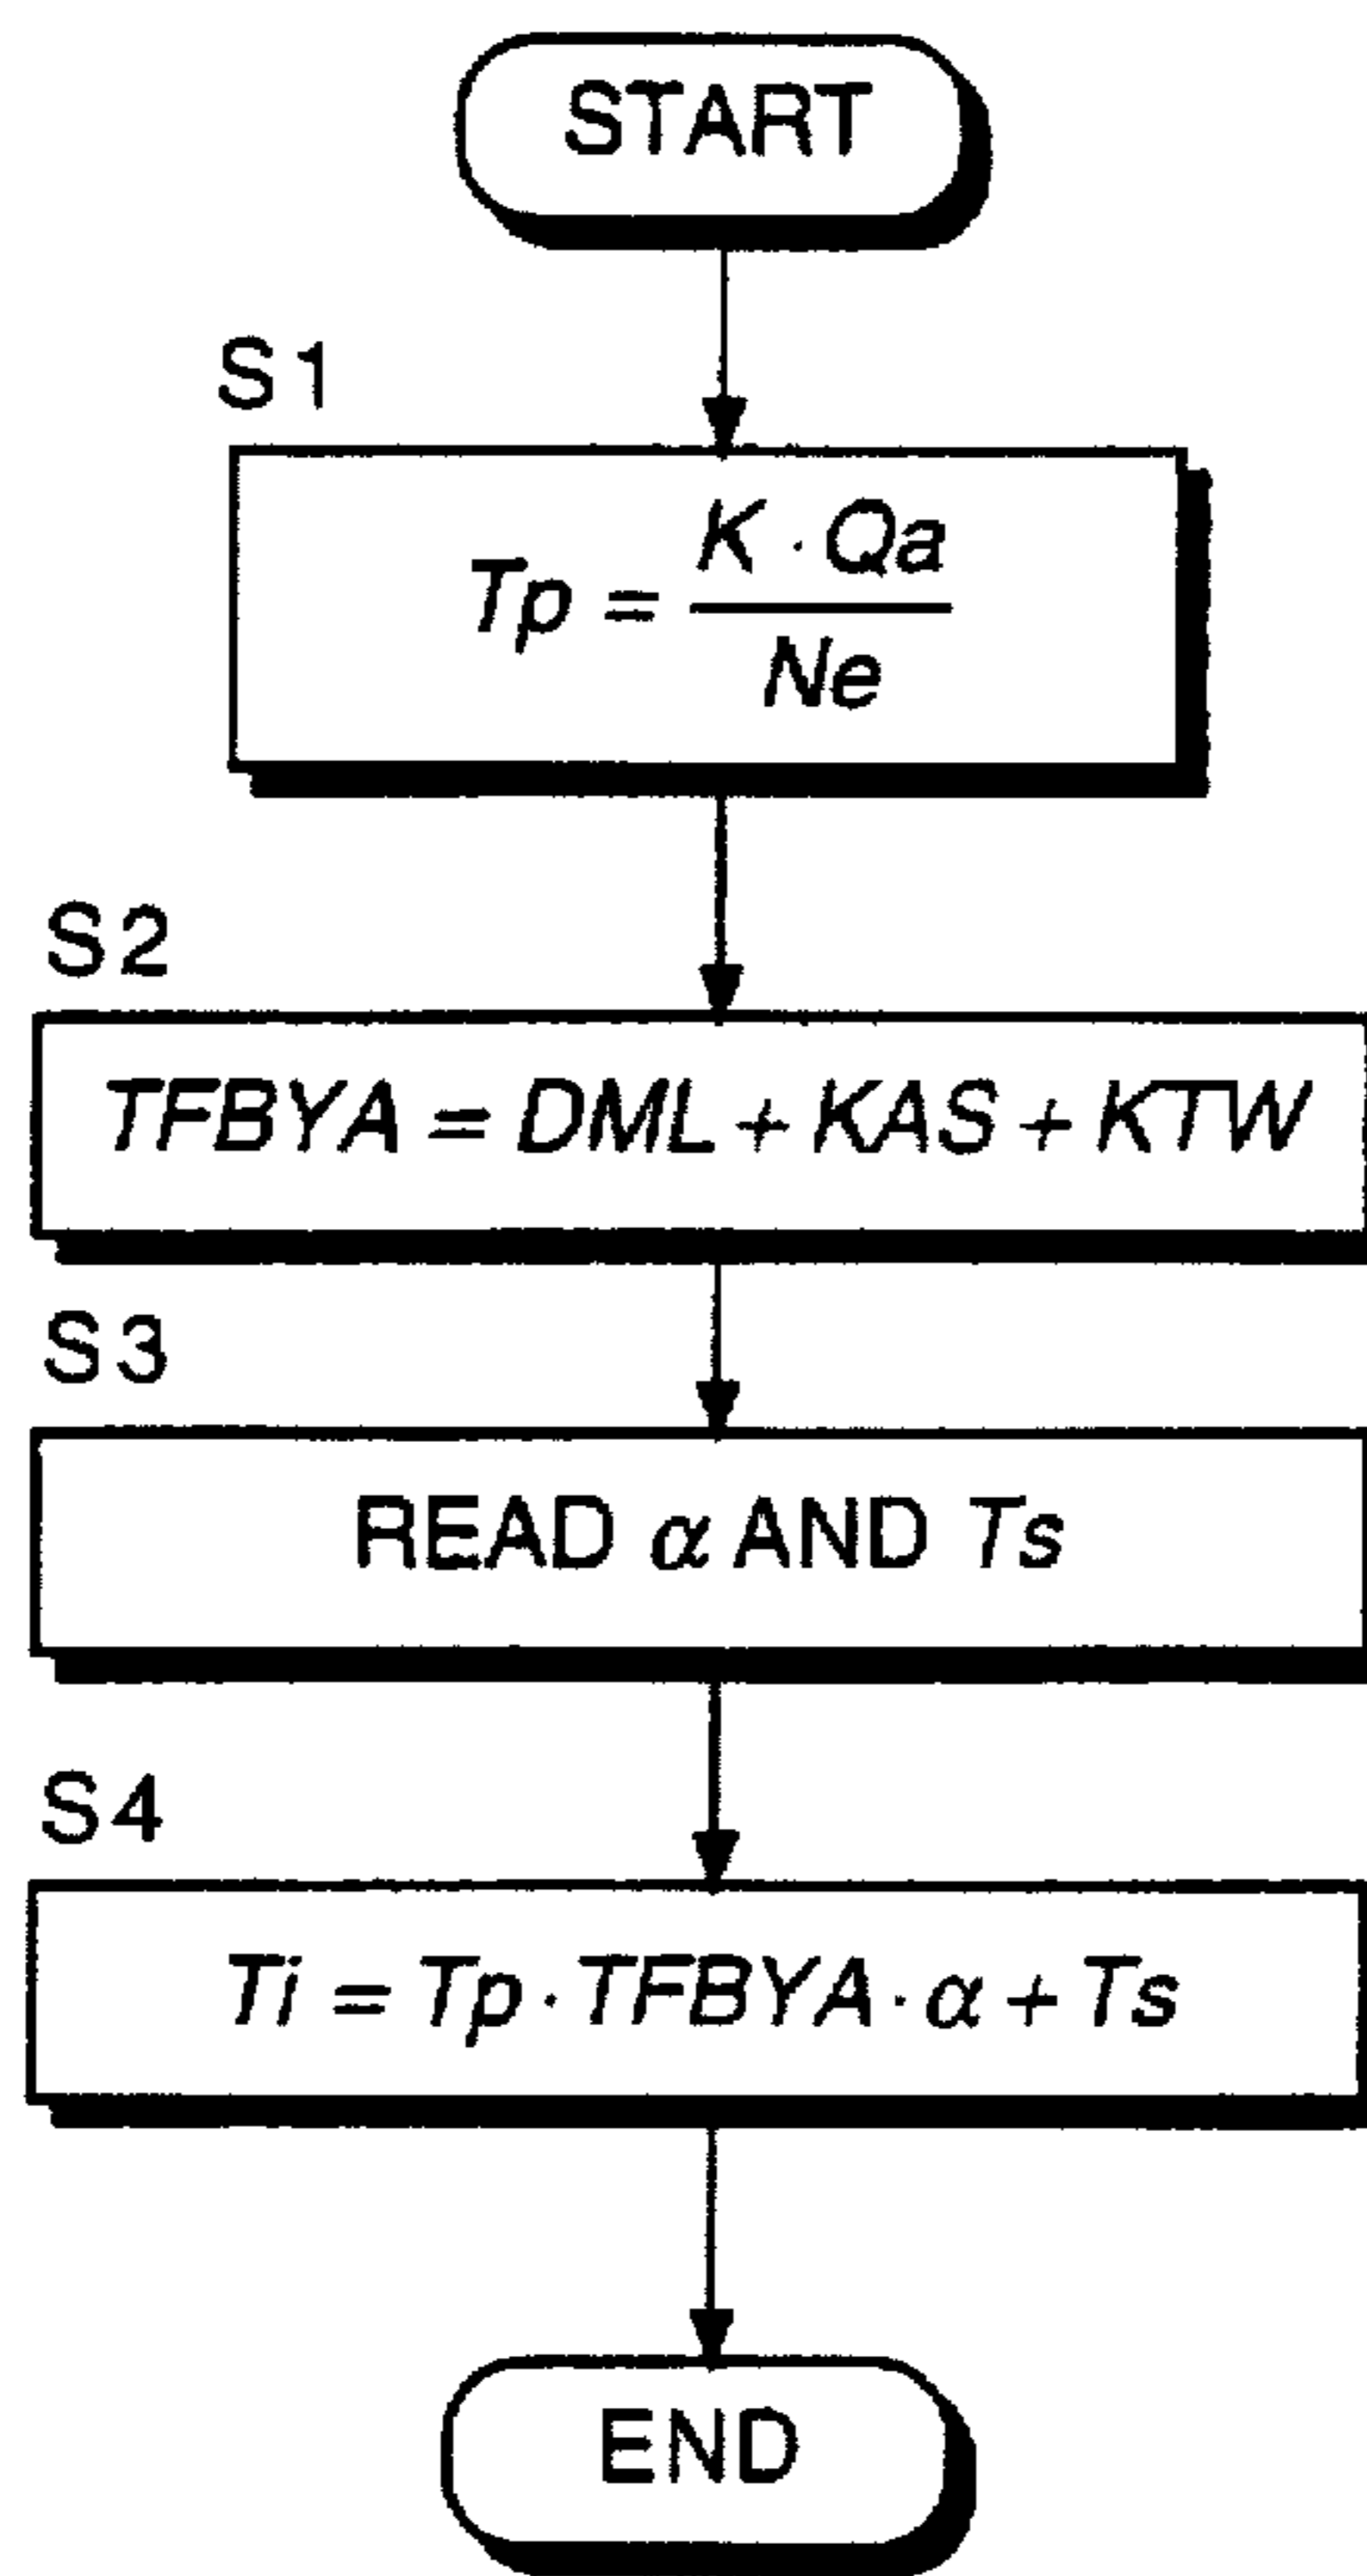 START
S1
Tp = K · Qa / Ne
S2
TFBYA = DML + KAS + KTW
S3
READ α AND Ts
S4
Ti = Tp · TFBYA · α + Ts
END